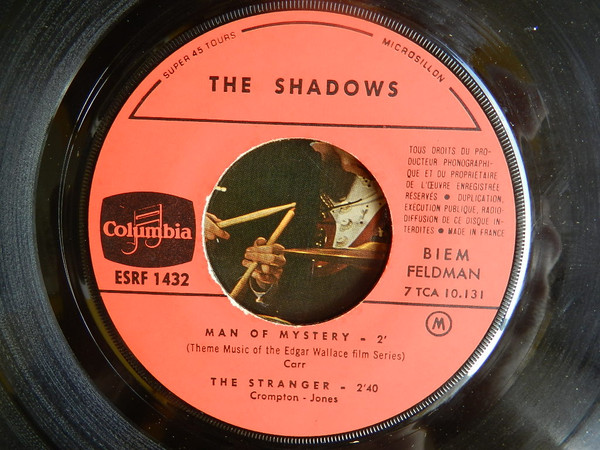 SUPER 45 TOURS
MICROSILLON
THE SHADOWS
TOUS DROITS DU PRO-
DUCTEUR PHONOGRAPHI-
QUE ET DU PROPRIETAIRE
DE L'ŒUVRE ENREGISTRÉE
RÉSERVÉS ● DUPLICATION,
EXECUTION PUBLIQUE, RADIO-
DIFFUSION DE CE DISQUE IN-
TERDITES ● MADE IN FRANCE
Columbia
ESRF 1432
BIEM
FELDMAN
7 TCA 10.131
M
MAN OF MYSTERY - 2'
(Theme Music of the Edgar Wallace film Series)
Carr
THE STRANGER - 2'40
Crompton - Jones